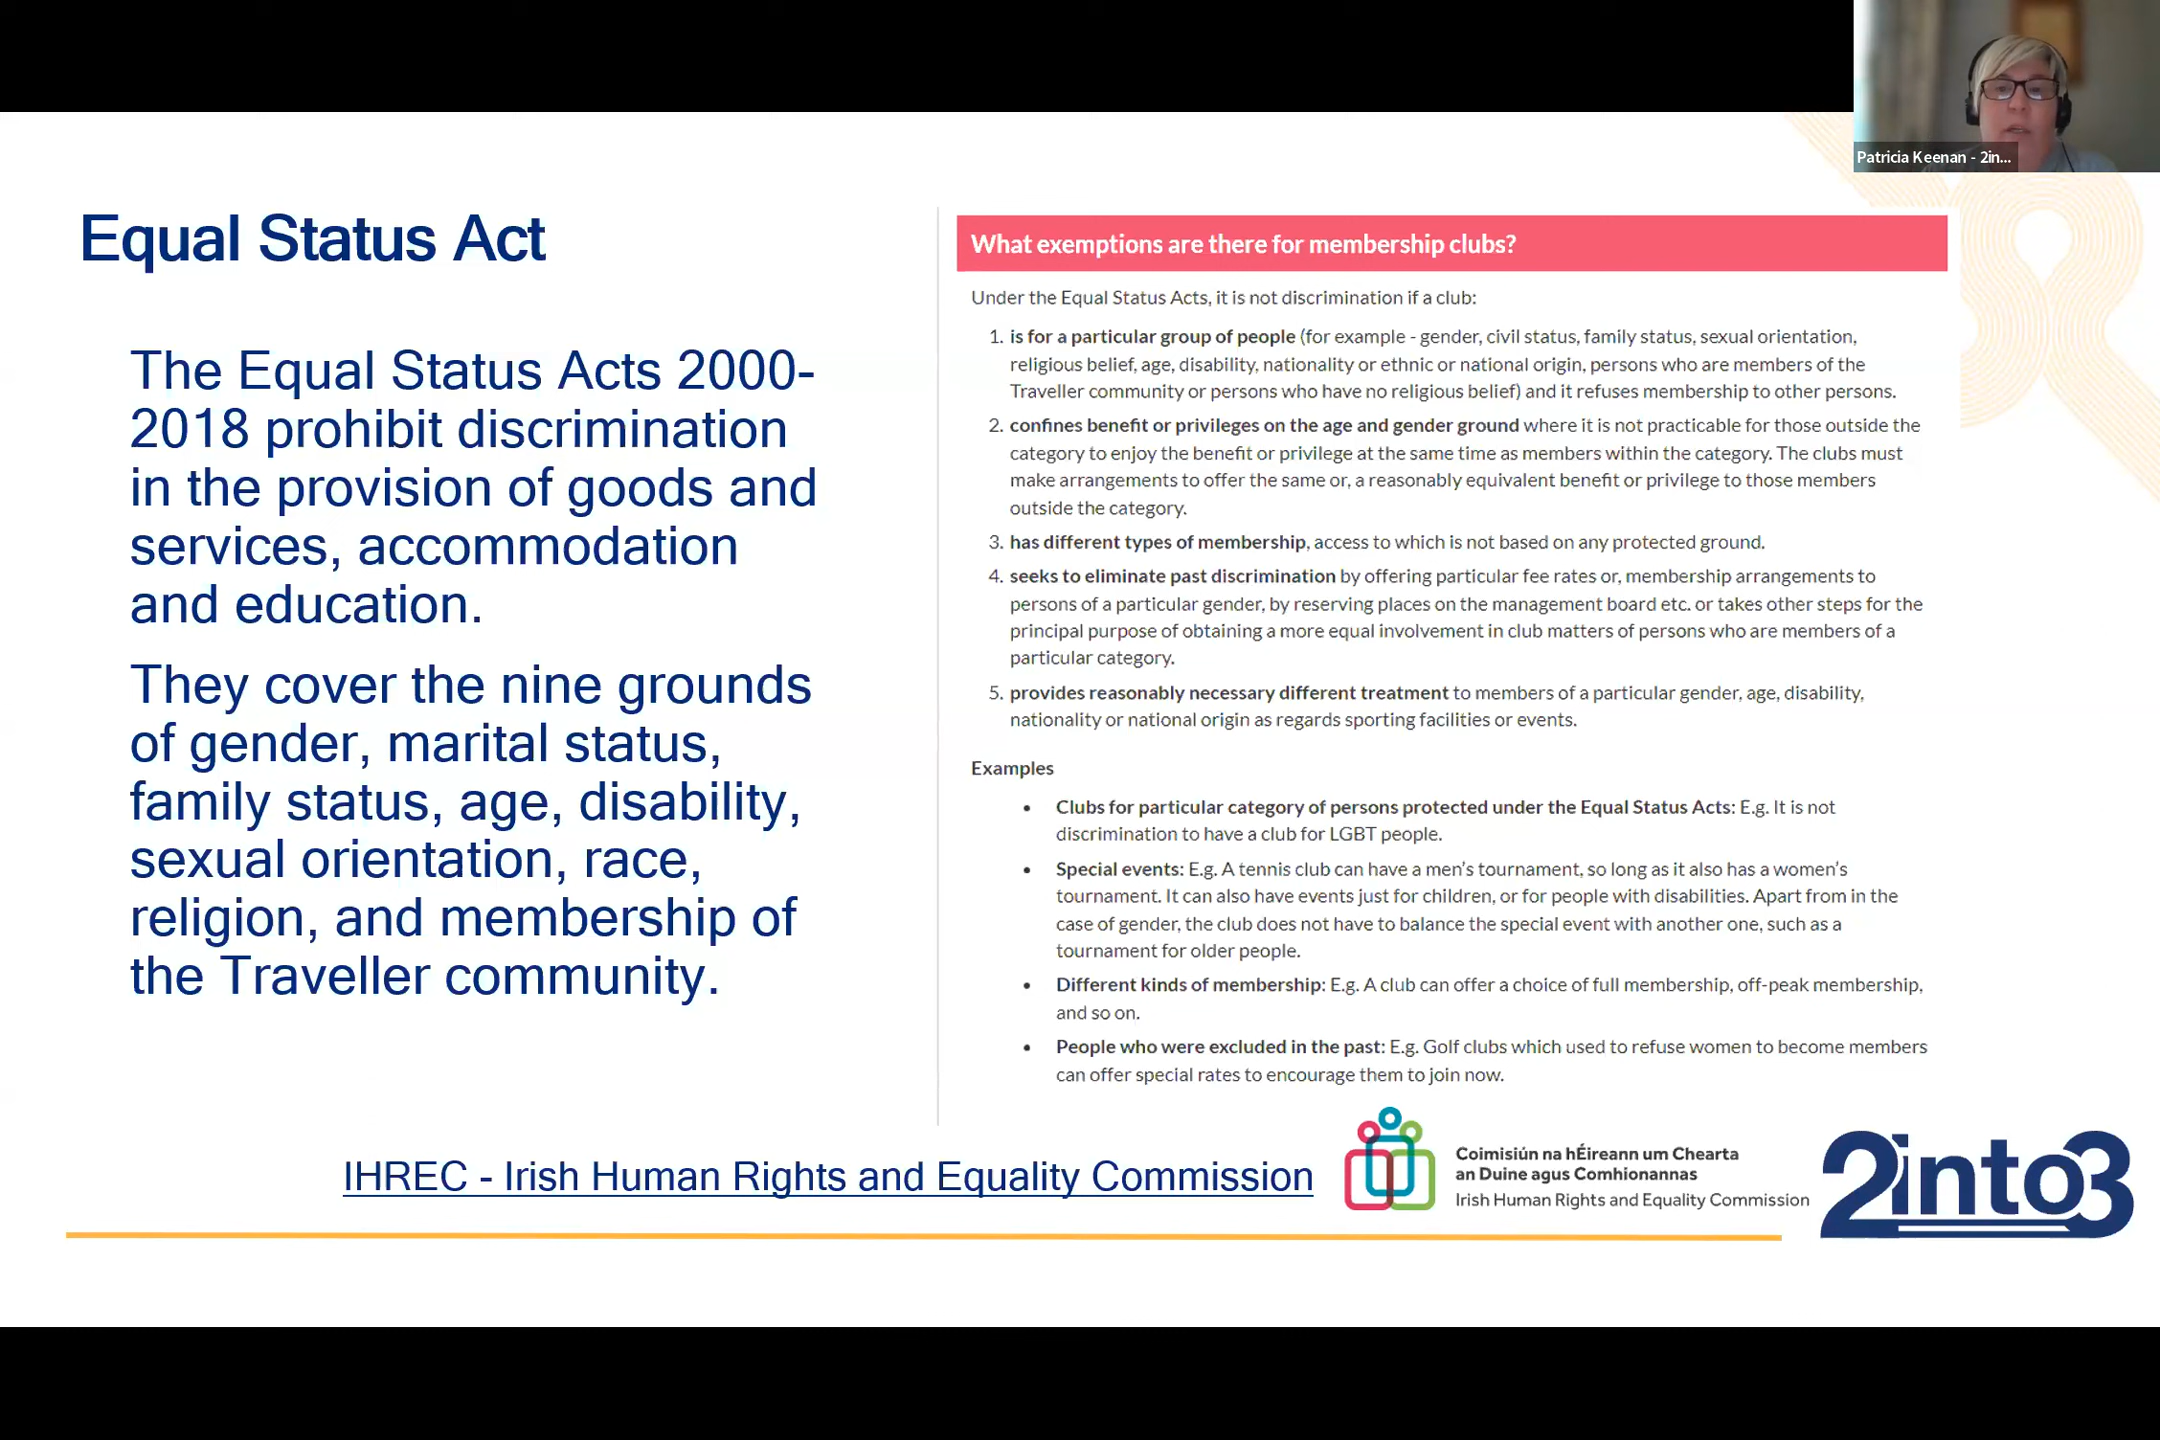 Patricia Keenan - 2in...
Equal Status Act
The Equal Status Acts 2000-
2018 prohibit discrimination
in the provision of goods and
services, accommodation
and education.
They cover the nine grounds
of gender, marital status,
family status, age, disability,
sexual orientation, race,
religion, and membership of
the Traveller community.
What exemptions are there for membership clubs?
Under the Equal Status Acts, it is not discrimination if a club:
1. is for a particular group of people (for example - gender, civil status, family status, sexual orientation,
religious belief, age, disability, nationality or ethnic or national origin, persons who are members of the
Traveller community or persons who have no religious belief) and it refuses membership to other persons.
2. confines benefit or privileges on the age and gender ground where it is not practicable for those outside the
category to enjoy the benefit or privilege at the same time as members within the category. The clubs must
make arrangements to offer the same or, a reasonably equivalent benefit or privilege to those members
outside the category.
3. has different types of membership, access to which is not based on any protected ground.
4. seeks to eliminate past discrimination by offering particular fee rates or, membership arrangements to
persons of a particular gender, by reserving places on the management board etc. or takes other steps for the
principal purpose of obtaining a more equal involvement in club matters of persons who are members of a
particular category.
5. provides reasonably necessary different treatment to members of a particular gender, age, disability,
nationality or national origin as regards sporting facilities or events.
Examples
• Clubs for particular category of persons protected under the Equal Status Acts: E.g. It is not
discrimination to have a club for LGBT people.
• Special events: E.g. A tennis club can have a men's tournament, so long as it also has a women's
tournament. It can also have events just for children, or for people with disabilities. Apart from in the
case of gender, the club does not have to balance the special event with another one, such as a
tournament for older people.
• Different kinds of membership: E.g. A club can offer a choice of full membership, off-peak membership,
and so on.
• People who were excluded in the past: E.g. Golf clubs which used to refuse women to become members
can offer special rates to encourage them to join now.
IHREC - Irish Human Rights and Equality Commission
Coimisiún na hÉireann um Chearta
an Duine agus Comhionannas
Irish Human Rights and Equality Commission
2into3